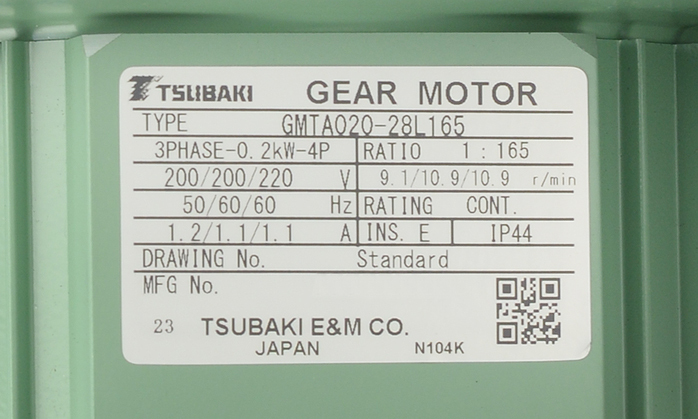 TSUBAKI GEAR MOTOR
TYPE GMTA020-28L165
3PHASE-0.2kW-4P RATIO 1:165
200/200/220 V 9.1/10.9/10.9 r/min
50/60/60 Hz RATING CONT.
1.2/1.1/1.1 A INS. E IP44
DRAWING No. Standard
MFG No.
23 TSUBAKI E&M CO.
JAPAN N104K